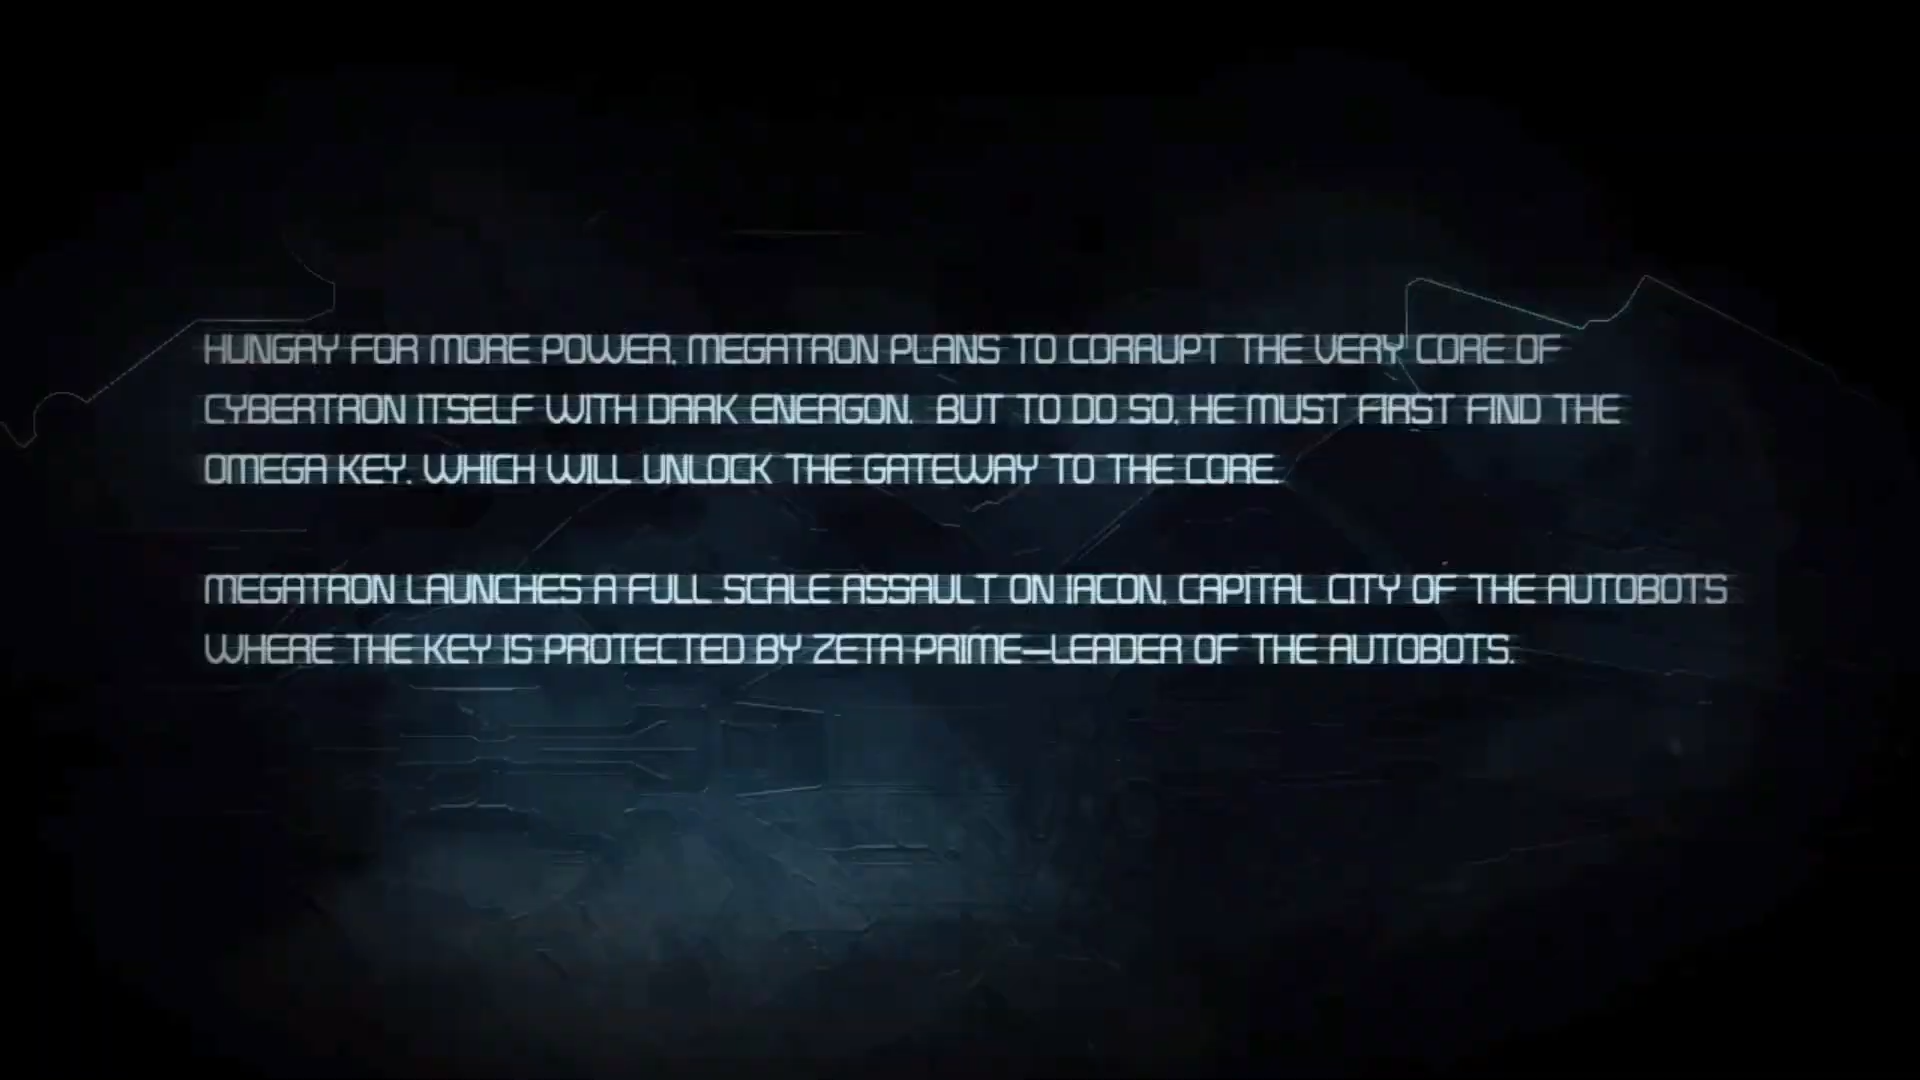 HUNGRY FOR MORE POWER, MEGATRON PLANS TO CORRUPT THE VERY CORE OF
CYBERTRON ITSELF WITH DARK ENERGON.  BUT TO DO SO, HE MUST FIRST FIND THE
OMEGA KEY, WHICH WILL UNLOCK THE GATEWAY TO THE CORE.
MEGATRON LAUNCHES A FULL SCALE ASSAULT ON IACON, CAPITAL CITY OF THE AUTOBOTS
WHERE THE KEY IS PROTECTED BY ZETA PRIME—LEADER OF THE AUTOBOTS.